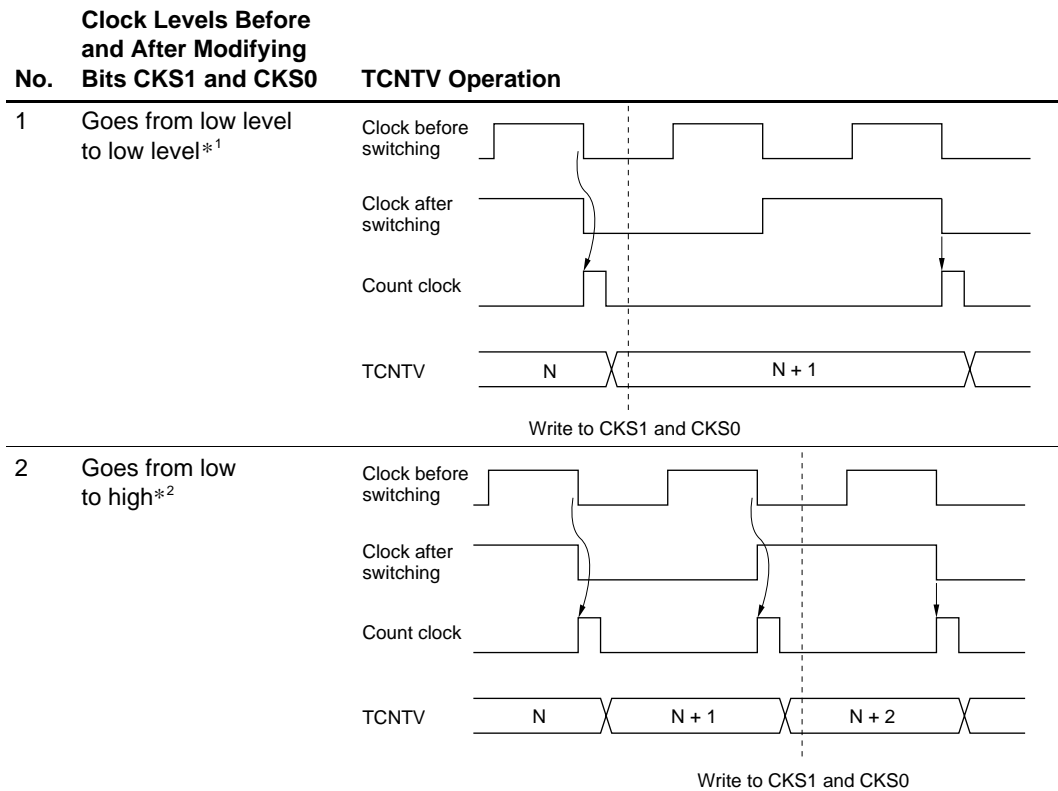 No.
Clock Levels Before
and After Modifying
Bits CKS1 and CKS0
TCNTV Operation
1
Goes from low level
to low level*1
Clock before
switching
Clock after
switching
Count clock
TCNTV
N
N + 1
Write to CKS1 and CKS0
2
Goes from low
to high*2
Clock before
switching
Clock after
switching
Count clock
TCNTV
N
N + 1
N + 2
Write to CKS1 and CKS0